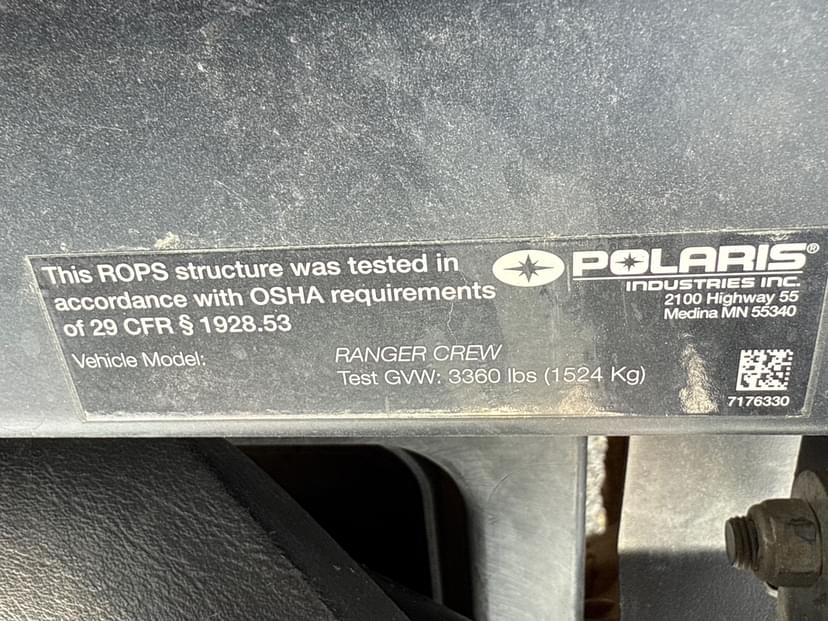 This ROPS structure was tested in
accordance with OSHA requirements
of 29 CFR § 1928.53
Vehicle Model:
RANGER CREW
Test GVW: 3360 lbs (1524 Kg)
POLARIS®
INDUSTRIES INC.
2100 Highway 55
Medina MN 55340
7176330